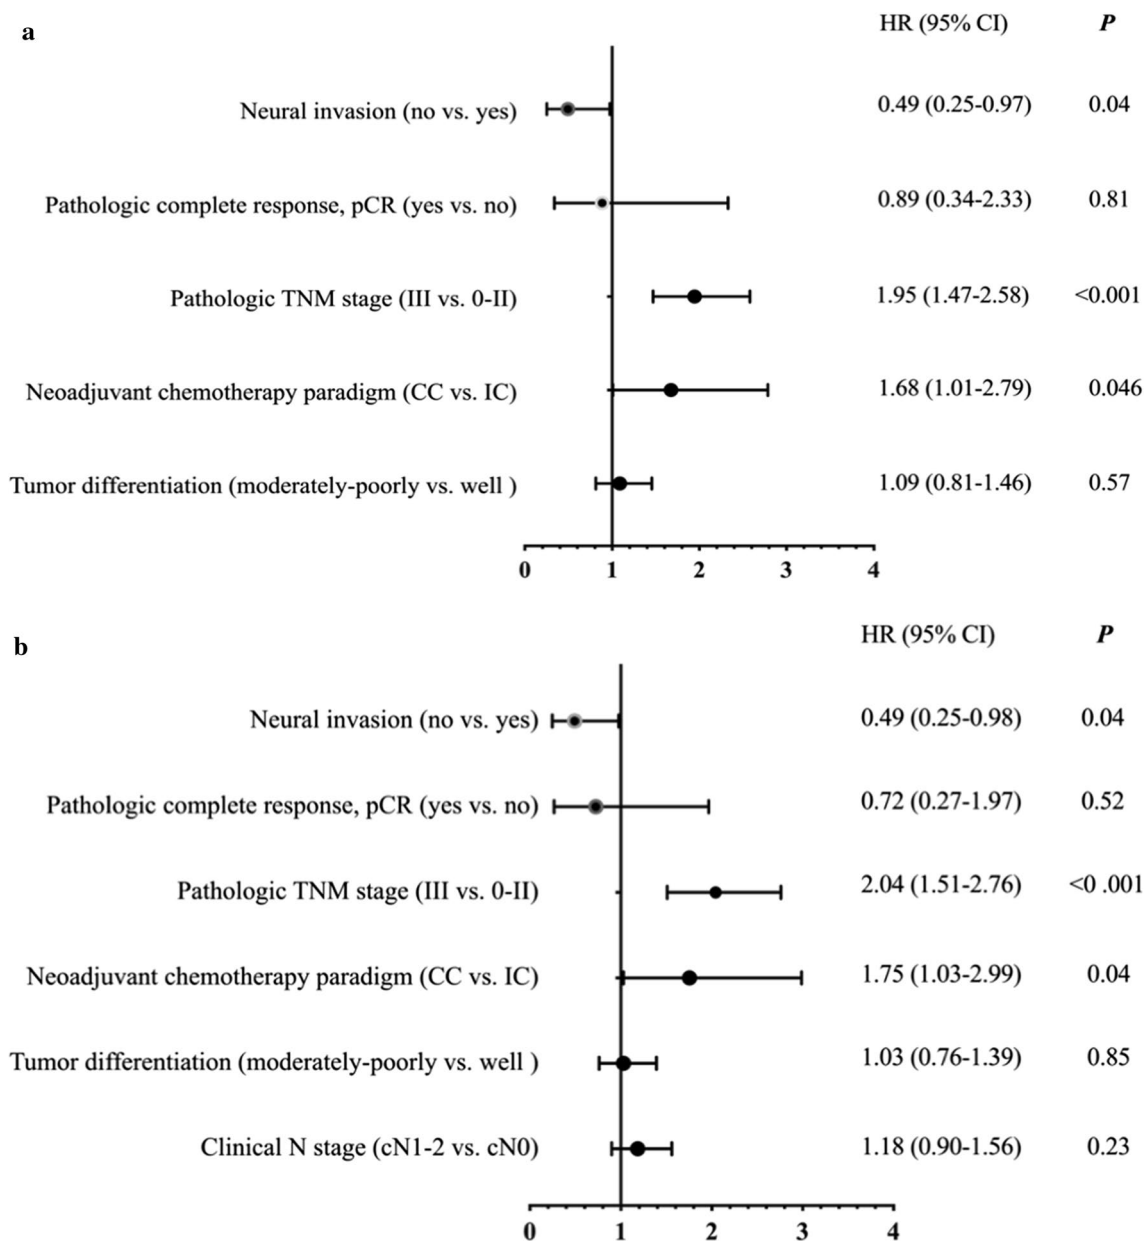 a
HR (95% CI) P
Neural invasion (no vs. yes) 0.49 (0.25-0.97) 0.04
Pathologic complete response, pCR (yes vs. no) 0.89 (0.34-2.33) 0.81
Pathologic TNM stage (III vs. 0-II) 1.95 (1.47-2.58) <0.001
Neoadjuvant chemotherapy paradigm (CC vs. IC) 1.68 (1.01-2.79) 0.046
Tumor differentiation (moderately-poorly vs. well ) 1.09 (0.81-1.46) 0.57
0 1 2 3 4
b
HR (95% CI) P
Neural invasion (no vs. yes) 0.49 (0.25-0.98) 0.04
Pathologic complete response, pCR (yes vs. no) 0.72 (0.27-1.97) 0.52
Pathologic TNM stage (III vs. 0-II) 2.04 (1.51-2.76) <0 .001
Neoadjuvant chemotherapy paradigm (CC vs. IC) 1.75 (1.03-2.99) 0.04
Tumor differentiation (moderately-poorly vs. well ) 1.03 (0.76-1.39) 0.85
Clinical N stage (cN1-2 vs. cN0) 1.18 (0.90-1.56) 0.23
0 1 2 3 4